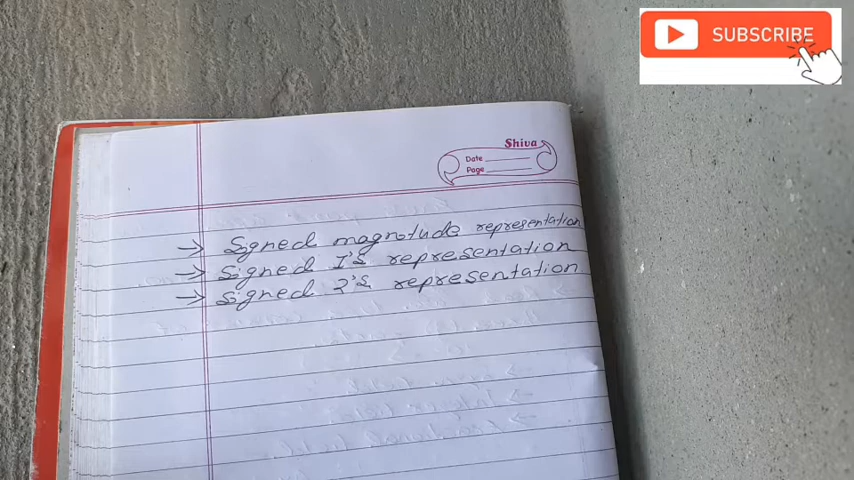 SUBSCRIBE
Shiva
Date
Page
→ Signed magnitude representation
→ Signed 1's representation
→ Signed 2's representation